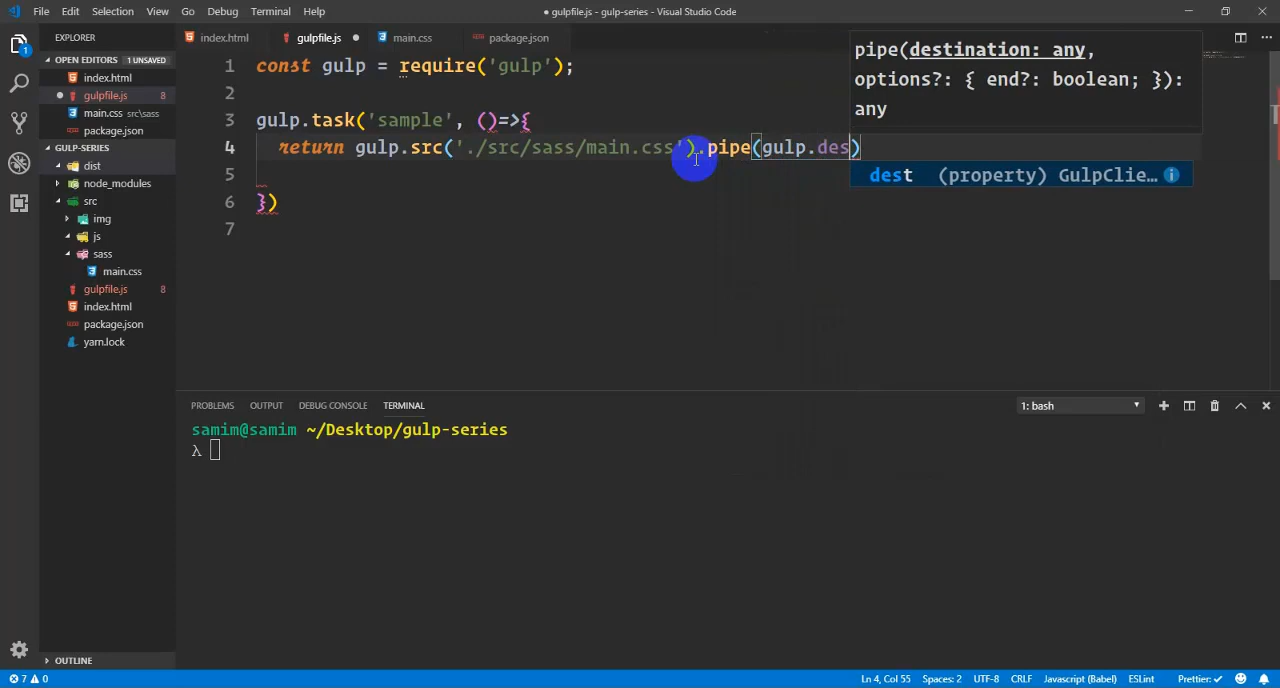 File Edit Selection View Go Debug Terminal Help
● gulpfile.js - gulp-series - Visual Studio Code
EXPLORER
OPEN EDITORS 1 UNSAVED
index.html
gulpfile.js 8
main.css src\sass
package.json
GULP-SERIES
dist
node_modules
src
img
js
sass
main.css
gulpfile.js 8
index.html
package.json
yarn.lock
OUTLINE
1
index.html gulpfile.js ● main.css package.json
1 const gulp = require('gulp');
2
3 gulp.task('sample', ()=>{
4 return gulp.src('./src/sass/main.css').pipe(gulp.des)
5
6 })
7
pipe(destination: any,
options?: { end?: boolean; }):
any
dest (property) GulpClie...
PROBLEMS OUTPUT DEBUG CONSOLE TERMINAL
1: bash
samim@samim ~/Desktop/gulp-series
λ
7 0
Ln 4, Col 55 Spaces: 2 UTF-8 CRLF Javascript (Babel) ESLint Prettier: ✓